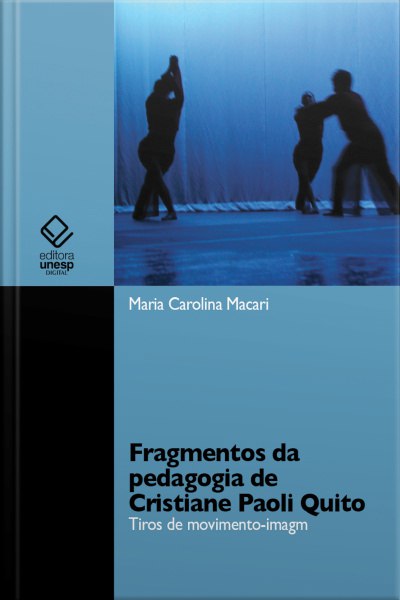 editora
unesp
DIGITAL
Maria Carolina Macari
Fragmentos da
pedagogia de
Cristiane Paoli Quito
Tiros de movimento-imagm